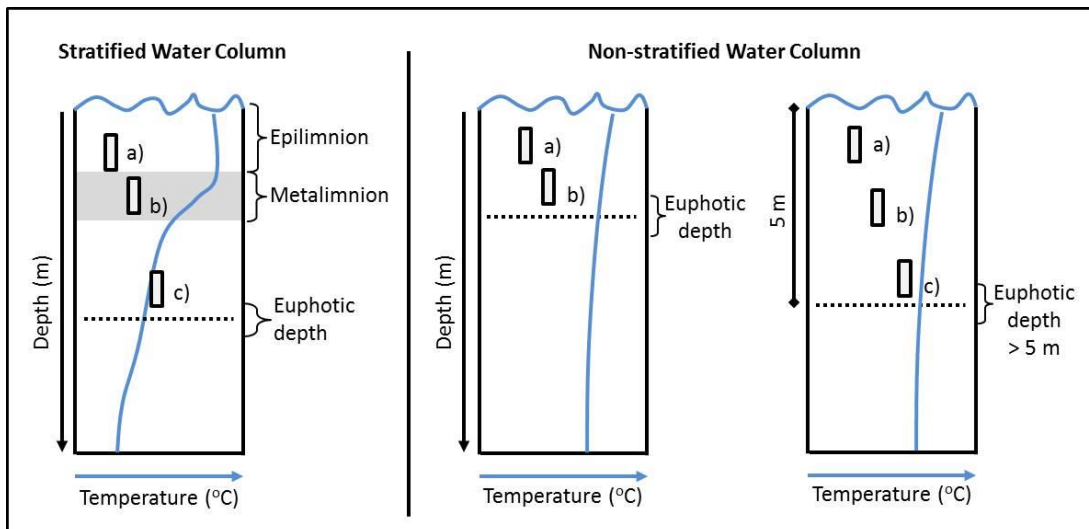 Stratified Water Column
Non-stratified Water Column
a)
Epilimnion
b)
Metalimnion
c)
Euphotic
depth
Depth (m)
Temperature (°C)
a)
b)
Euphotic
depth
Depth (m)
Temperature (°C)
5 m
a)
b)
c)
Euphotic
depth
> 5 m
Temperature (°C)